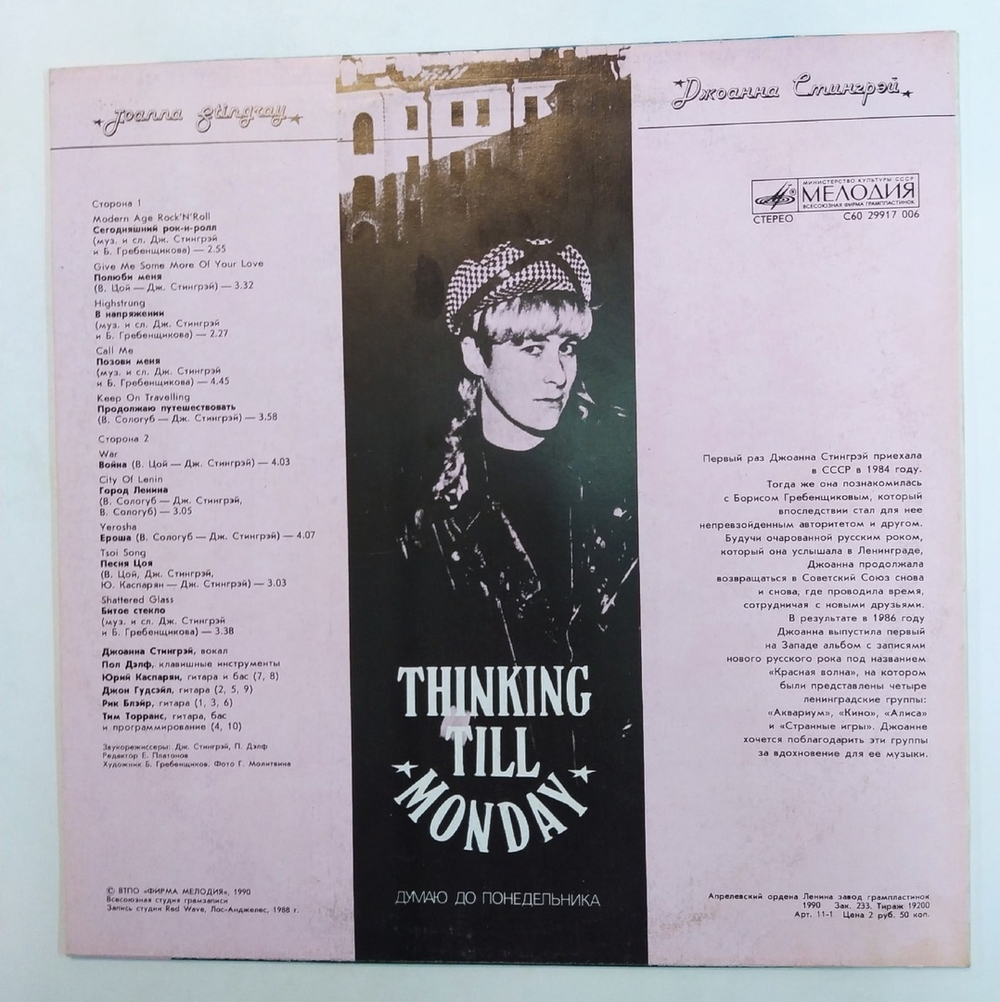 Joanna Stingray
Сторона 1
Modern Age Rock'N'Roll
Сегодняшний рок-н-ролл
(муз. и сл. Дж. Стингрэй
и Б. Гребенщикова) — 2.55
Give Me Some More Of Your Love
Полюби меня
(В. Цой — Дж. Стингрэй) — 3.32
Highstrung
В напряжении
(муз. и сл. Дж. Стингрэй
и Б. Гребенщикова) — 2.27
Call Me
Позови меня
(муз. и сл. Дж. Стингрэй
и Б. Гребенщикова) — 4.45
Keep On Travelling
Продолжаю путешествовать
(В. Сологуб — Дж. Стингрэй) — 3.58
Сторона 2
War
Война (В. Цой — Дж. Стингрэй) — 4.03
City Of Lenin
Город Ленина
(В. Сологуб — Дж. Стингрэй,
В. Сологуб) — 3.05
Yerosha
Ероша (В. Сологуб — Дж. Стингрэй) — 4.07
Tsoi Song
Песня Цоя
(В. Цой, Дж. Стингрэй,
Ю. Каспарян — Дж. Стингрэй) — 3.03
Shattered Glass
Битое стекло
(муз. и сл. Дж. Стингрэй
и Б. Гребенщикова) — 3.38
Джоанна Стингрэй, вокал
Пол Дэлф, клавишные инструменты
Юрий Каспарян, гитара и бас (7, 8)
Джон Гудсэйл, гитара (2, 5, 9)
Рик Блэйр, гитара (1, 3, 6)
Тим Торранс, гитара, бас
и программирование (4, 10)
Звукорежиссеры: Дж. Стингрэй, П. Дэлф
Редактор Е. Платонов
Художник Б. Гребенщиков. Фото Г. Молитвина
© ВТПО «ФИРМА МЕЛОДИЯ», 1990
Всесоюзная студия грамзаписи
Запись студии Red Wave, Лос-Анджелес, 1988 г.
THINKING
TILL
MONDAY
ДУМАЮ ДО ПОНЕДЕЛЬНИКА
Джоанна Стингрэй
МИНИСТЕРСТВО КУЛЬТУРЫ СССР
МЕЛОДИЯ
ВСЕСОЮЗНАЯ ФИРМА ГРАМПЛАСТИНОК
СТЕРЕО С60 29917 006
Первый раз Джоанна Стингрэй приехала
в СССР в 1984 году.
Тогда же она познакомилась
с Борисом Гребенщиковым, который
впоследствии стал для нее
непревзойденным авторитетом и другом.
Будучи очарованной русским роком,
который она услышала в Ленинграде,
Джоанна продолжала
возвращаться в Советский Союз снова
и снова, где проводила время,
сотрудничая с новыми друзьями.
В результате в 1986 году
Джоанна выпустила первый
на Западе альбом с записями
нового русского рока под названием
«Красная волна», на котором
были представлены четыре
ленинградские группы:
«Аквариум», «Кино», «Алиса»
и «Странные игры». Джоанне
хочется поблагодарить эти группы
за вдохновение для ее музыки.
Апрелевский ордена Ленина завод грампластинок
1990 Зак. 233. Тираж 19200
Арт. 11-1 Цена 2 руб. 50 коп.